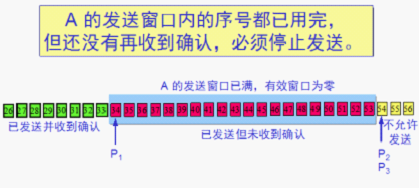 A 的发送窗口内的序号都已用完，
但还没有再收到确认，必须停止发送。
A 的发送窗口已满，有效窗口为零
26 27 28 29 30 31 32 33 34 35 36 37 38 39 40 41 42 43 44 45 46 47 48 49 50 51 52 53 54 55 56
已发送并收到确认 已发送但未收到确认 不允许
发送
P1 P2
P3